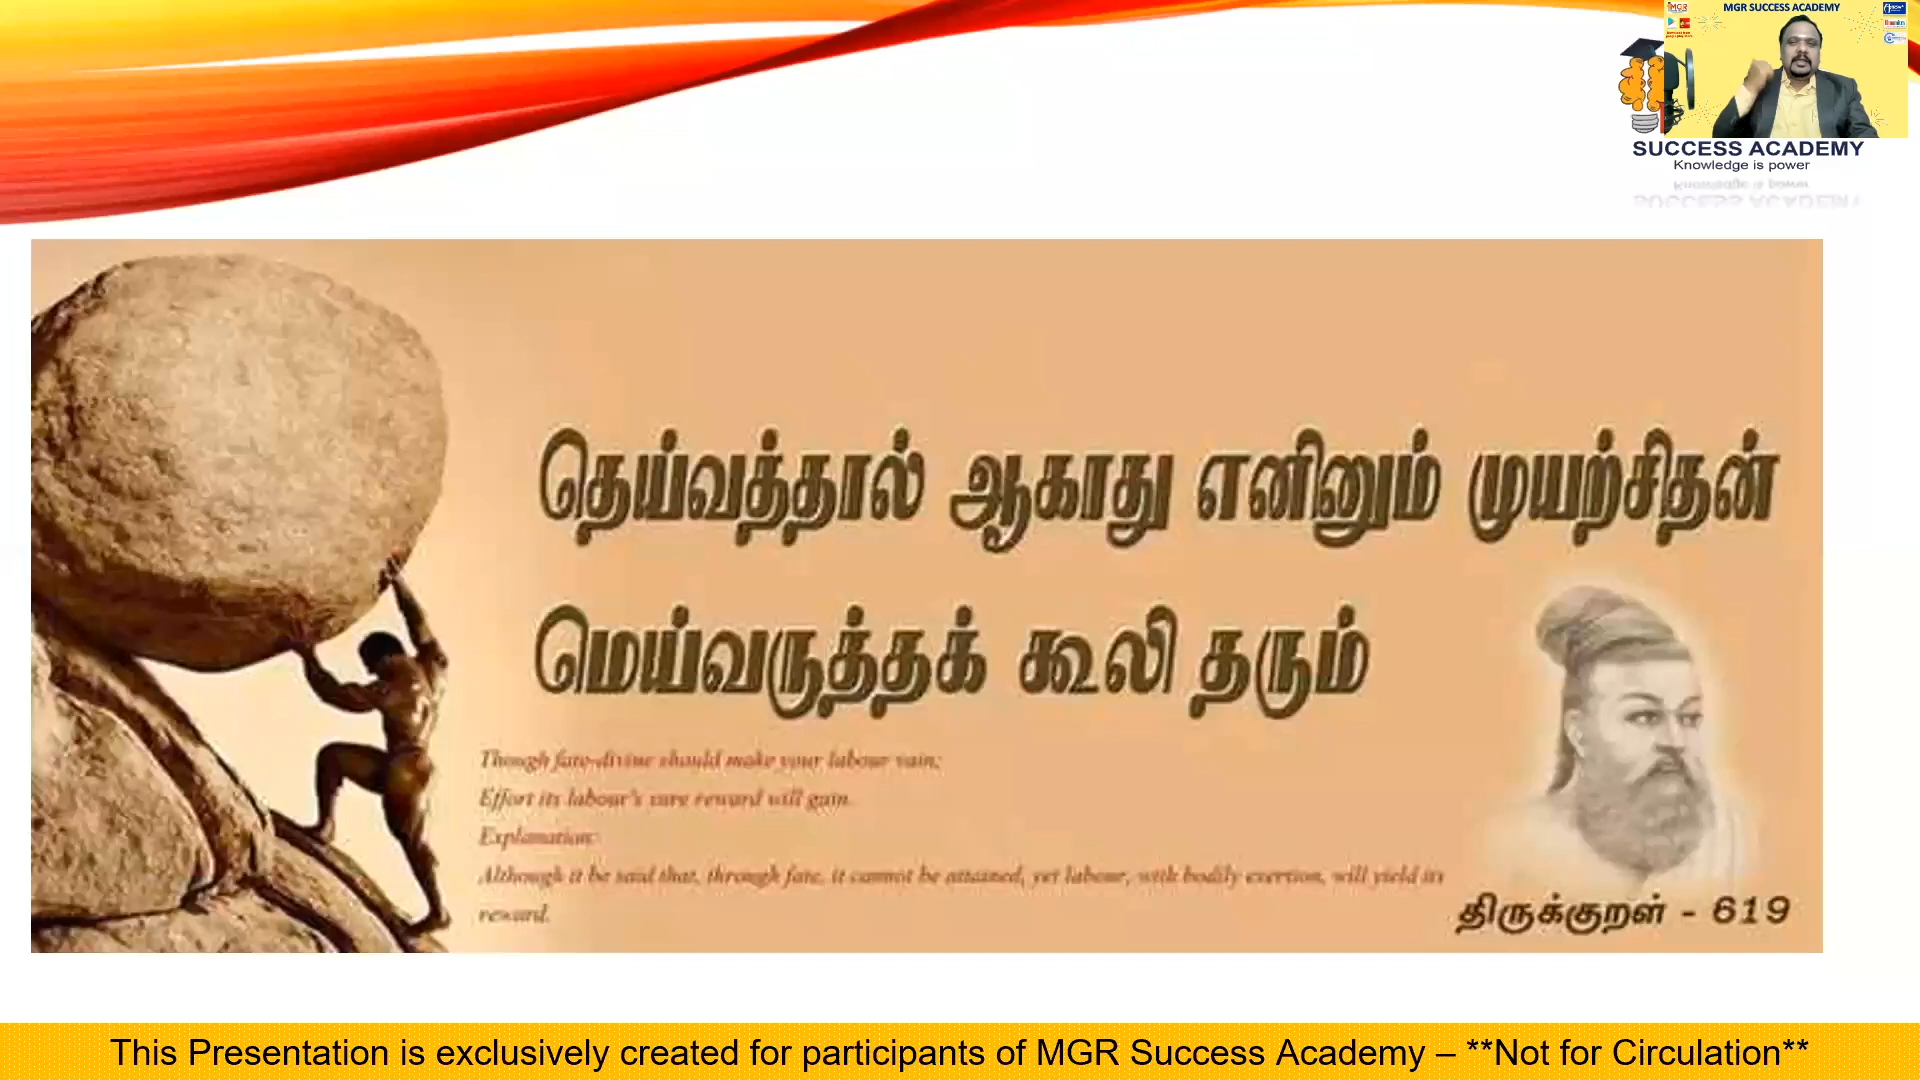 MGR SUCCESS ACADEMY
SUCCESS ACADEMY
Knowledge is power
தெய்வத்தால் ஆகாது எனினும் முயற்சிதன்
மெய்வருத்தக் கூலி தரும்
Though fate-divine should make your labour vain;
Effort its labour's sure reward will gain.
Explanation:
Although it be said that, through fate, it cannot be attained, yet labour, with bodily exertion, will yield its
reward.
திருக்குறள் - 619
This Presentation is exclusively created for participants of MGR Success Academy – **Not for Circulation**